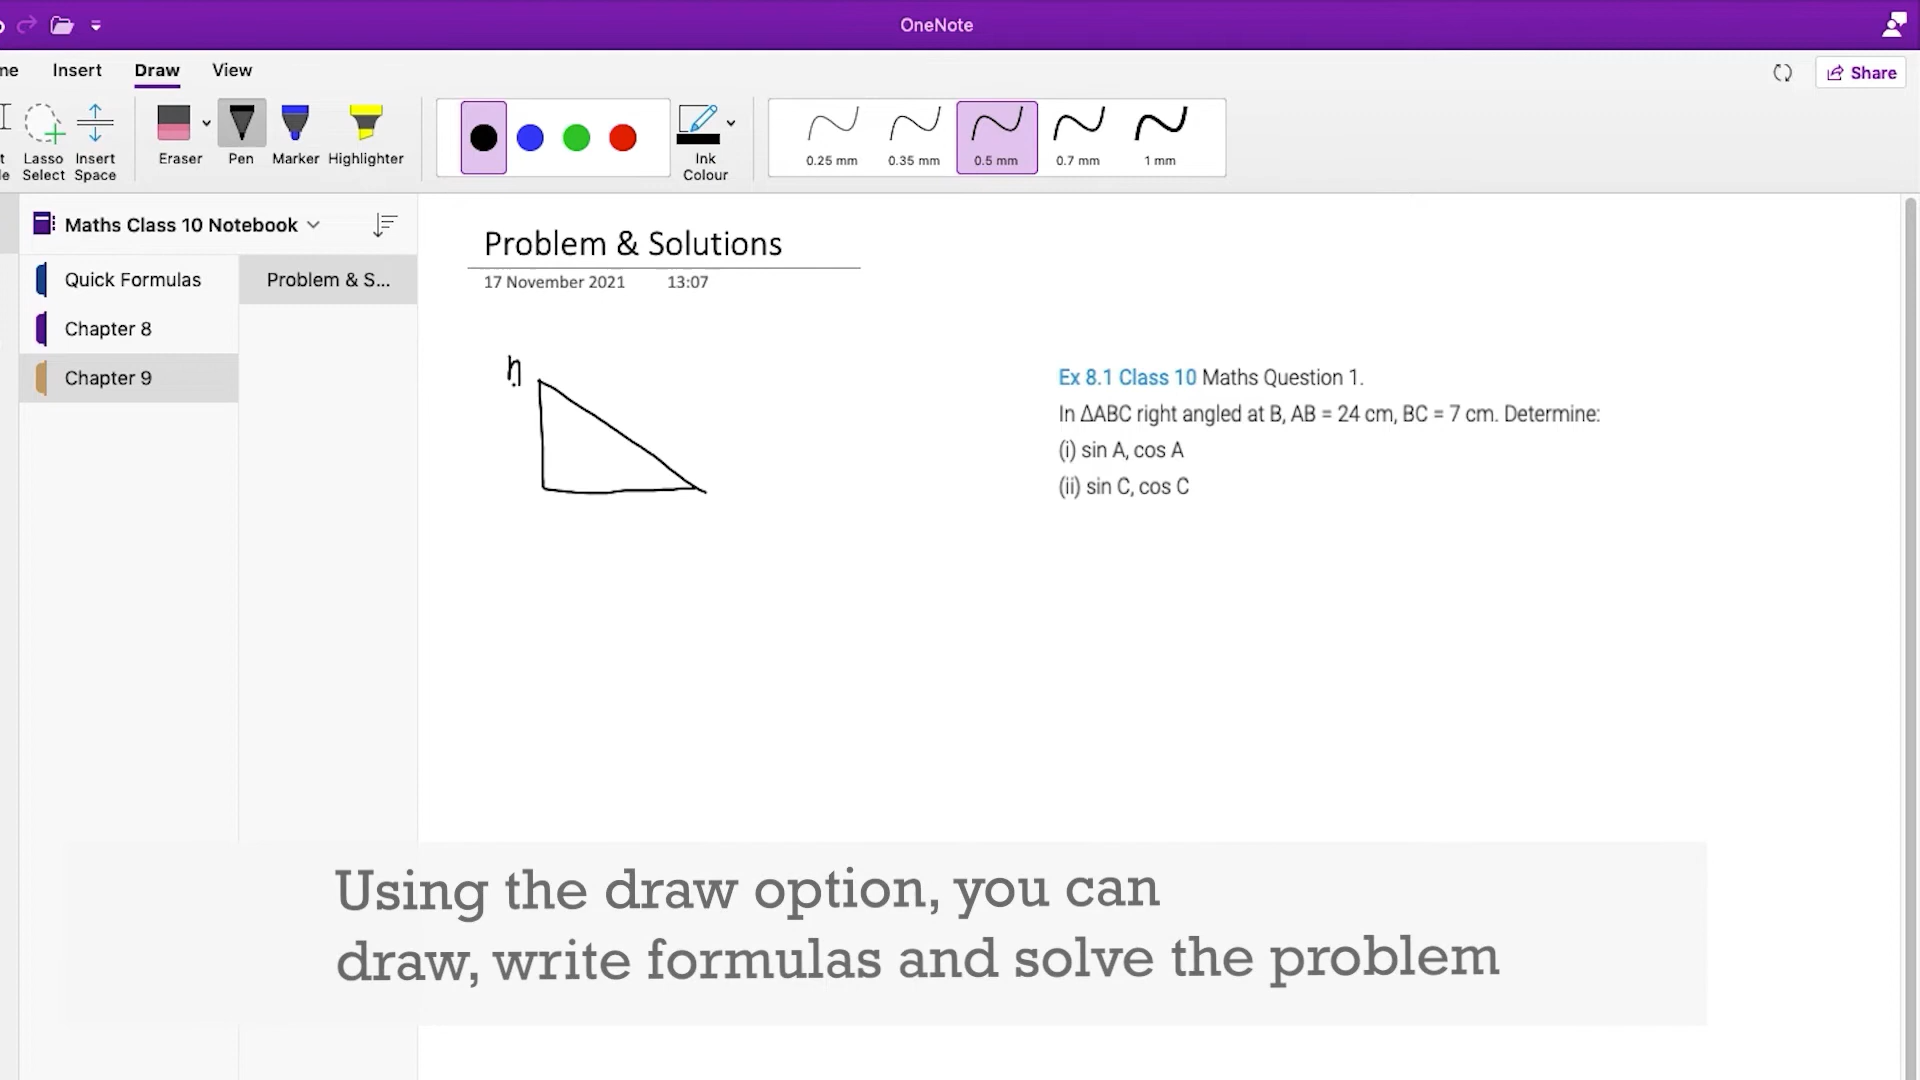 OneNote
Insert
Draw
View
Share
Lasso
Select
Insert
Space
Eraser
Pen
Marker
Highlighter
Ink
Colour
0.25 mm
0.35 mm
0.5 mm
0.7 mm
1 mm
Maths Class 10 Notebook
Quick Formulas
Chapter 8
Chapter 9
Problem & S...
Problem & Solutions
17 November 2021 13:07
Ex 8.1 Class 10 Maths Question 1.
In ΔABC right angled at B, AB = 24 cm, BC = 7 cm. Determine:
(i) sin A, cos A
(ii) sin C, cos C
Using the draw option, you can
draw, write formulas and solve the problem